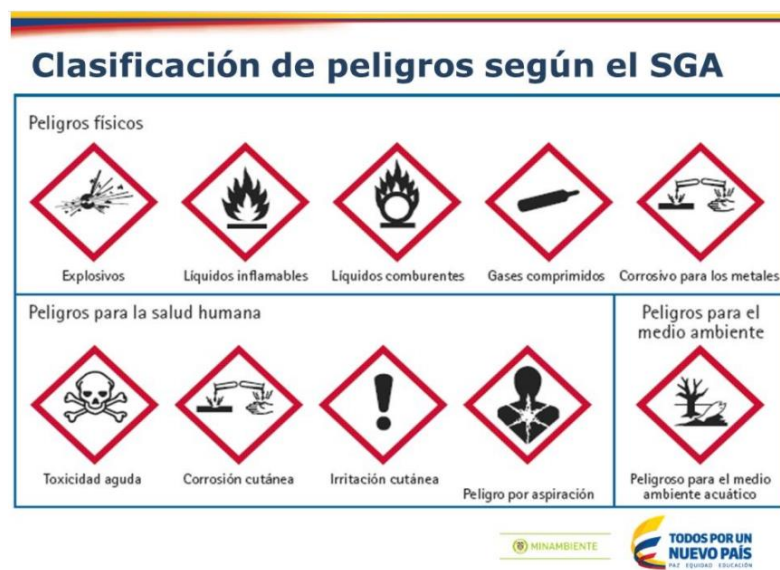 Clasificación de peligros según el SGA
Peligros físicos
Explosivos
Líquidos inflamables
Líquidos comburentes
Gases comprimidos
Corrosivo para los metales
Peligros para la salud humana
Toxicidad aguda
Corrosión cutánea
Irritación cutánea
Peligro por aspiración
Peligros para el
medio ambiente
Peligroso para el medio
ambiente acuático
MINAMBIENTE
TODOS POR UN
NUEVO PAÍS
PAZ EQUIDAD EDUCACIÓN